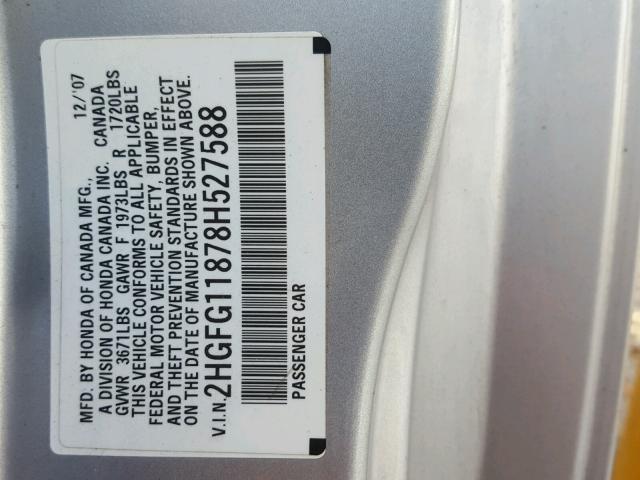 MFD. BY HONDA OF CANADA MFG., 12/'07
A DIVISION OF HONDA CANADA INC. CANADA
GVWR 3671LBS GAWR F 1973LBS R 1720LBS
THIS VEHICLE CONFORMS TO ALL APPLICABLE
FEDERAL MOTOR VEHICLE SAFETY, BUMPER,
AND THEFT PREVENTION STANDARDS IN EFFECT
ON THE DATE OF MANUFACTURE SHOWN ABOVE.
V.I.N. 2HGFG11878H527588
PASSENGER CAR